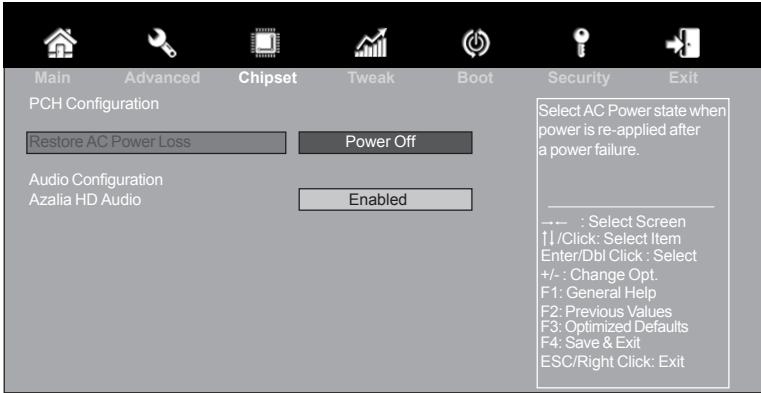 Main Advanced Chipset Tweak Boot Security Exit
PCH Configuration
Restore AC Power Loss Power Off
Audio Configuration
Azalia HD Audio Enabled
Select AC Power state when
power is re-applied after
a power failure.
→← : Select Screen
↑↓/Click: Select Item
Enter/Dbl Click : Select
+/- : Change Opt.
F1: General Help
F2: Previous Values
F3: Optimized Defaults
F4: Save & Exit
ESC/Right Click: Exit